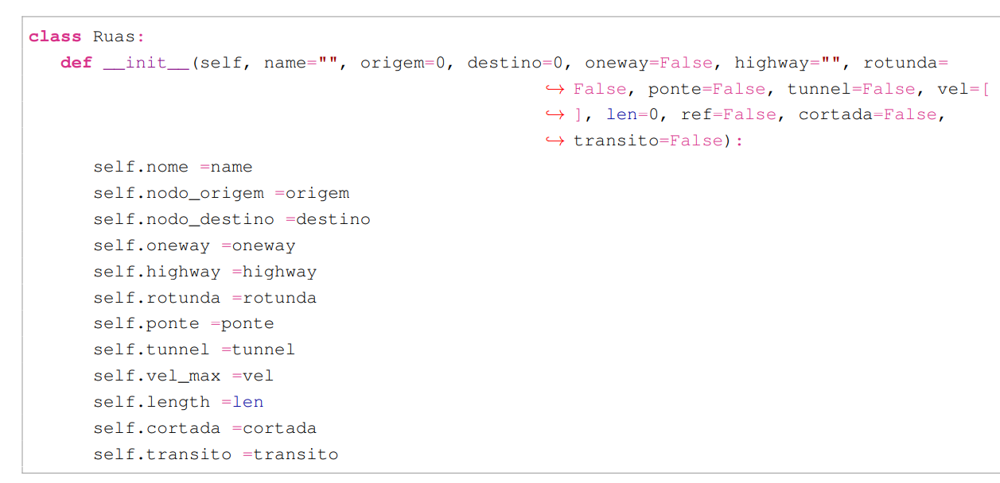 class Ruas:
def __init__(self, name="", origem=0, destino=0, oneway=False, highway="", rotunda=
↪ False, ponte=False, tunnel=False, vel=[
↪ ], len=0, ref=False, cortada=False,
↪ transito=False):
self.nome =name
self.nodo_origem =origem
self.nodo_destino =destino
self.oneway =oneway
self.highway =highway
self.rotunda =rotunda
self.ponte =ponte
self.tunnel =tunnel
self.vel_max =vel
self.length =len
self.cortada =cortada
self.transito =transito